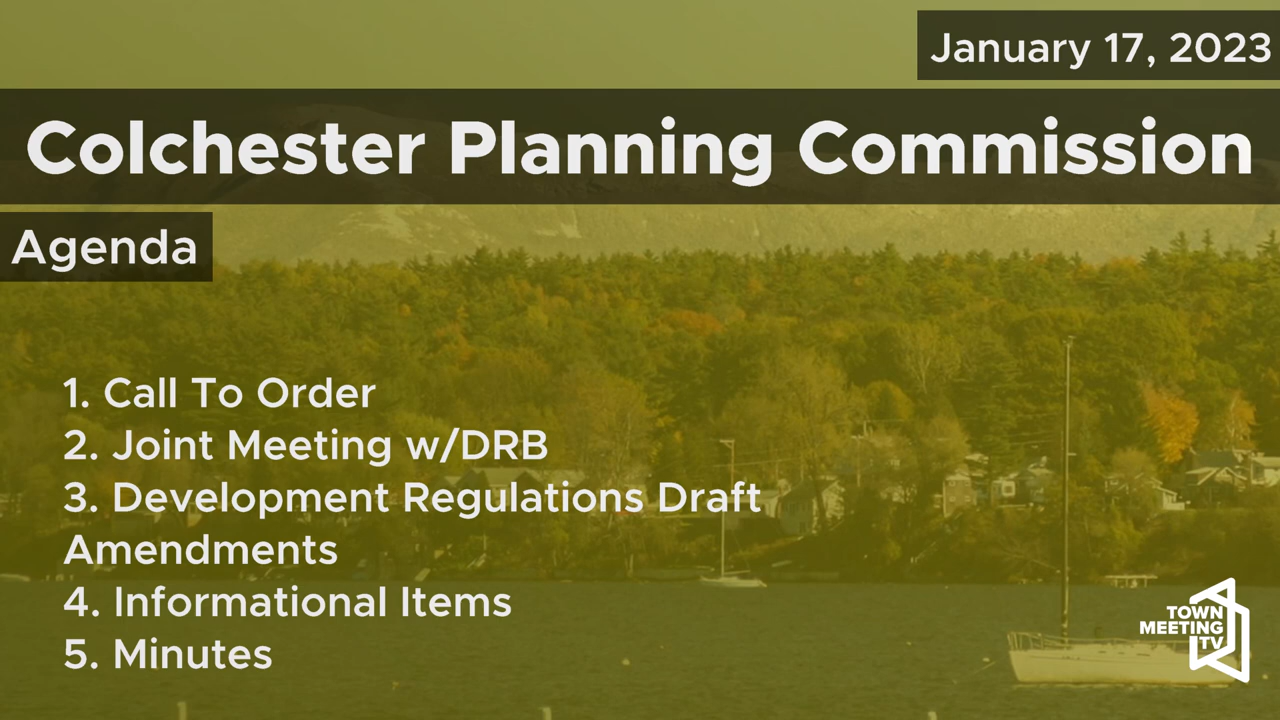 January 17, 2023
Colchester Planning Commission
Agenda
1. Call To Order
2. Joint Meeting w/DRB
3. Development Regulations Draft
Amendments
4. Informational Items
5. Minutes
TOWN
MEETING
TV